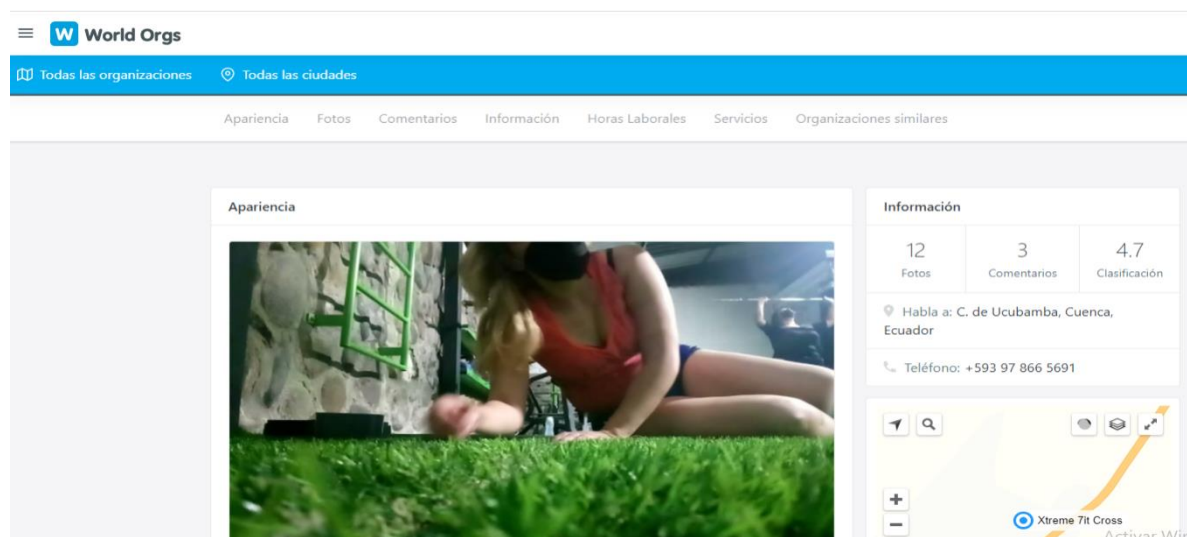 W World Orgs
Todas las organizaciones Todas las ciudades
Apariencia Fotos Comentarios Información Horas Laborales Servicios Organizaciones similares
Apariencia
Información
12 3 4.7
Fotos Comentarios Clasificación
Habla a: C. de Ucubamba, Cuenca,
Ecuador
Teléfono: +593 97 866 5691
Xtreme 7it Cross
Activar Wi